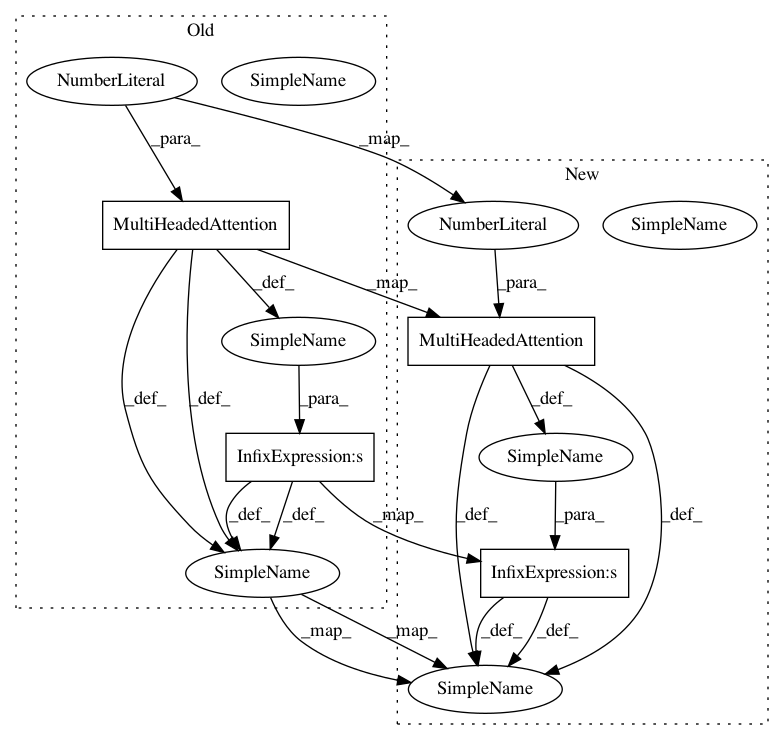 Old
NumberLiteral
SimpleName
_para_
_map_
New
MultiHeadedAttention
NumberLiteral
SimpleName
_def_
_map_
_para_
SimpleName
MultiHeadedAttention
_def_
_def_
_para_
_def_
InfixExpression:s
SimpleName
_def_
_def_
_map_
_def_
_para_
_def_
SimpleName
InfixExpression:s
_map_
_map_
_def_
_def_
SimpleName